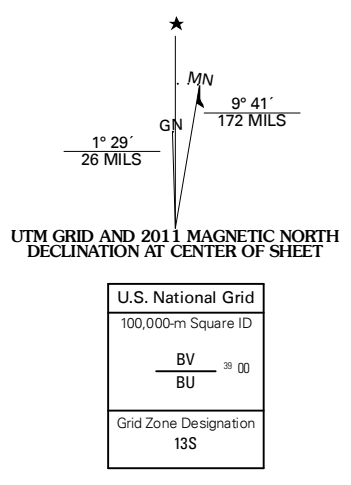 ★
MN
9° 41´
172 MILS
GN
1° 29´
26 MILS
UTM GRID AND 2011 MAGNETIC NORTH
DECLINATION AT CENTER OF SHEET
U.S. National Grid
100,000-m Square ID
BV
39 00
BU
Grid Zone Designation
13S